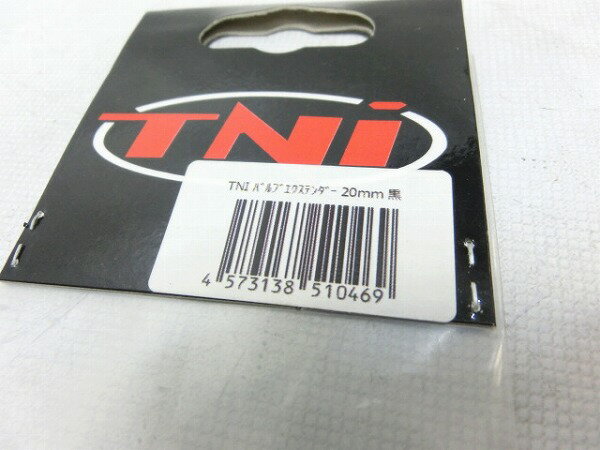 TNi
TNI ﾊﾞﾙﾌﾞｴｸｽﾃﾝﾀﾞｰ 20mm 黒
4 573138 510469